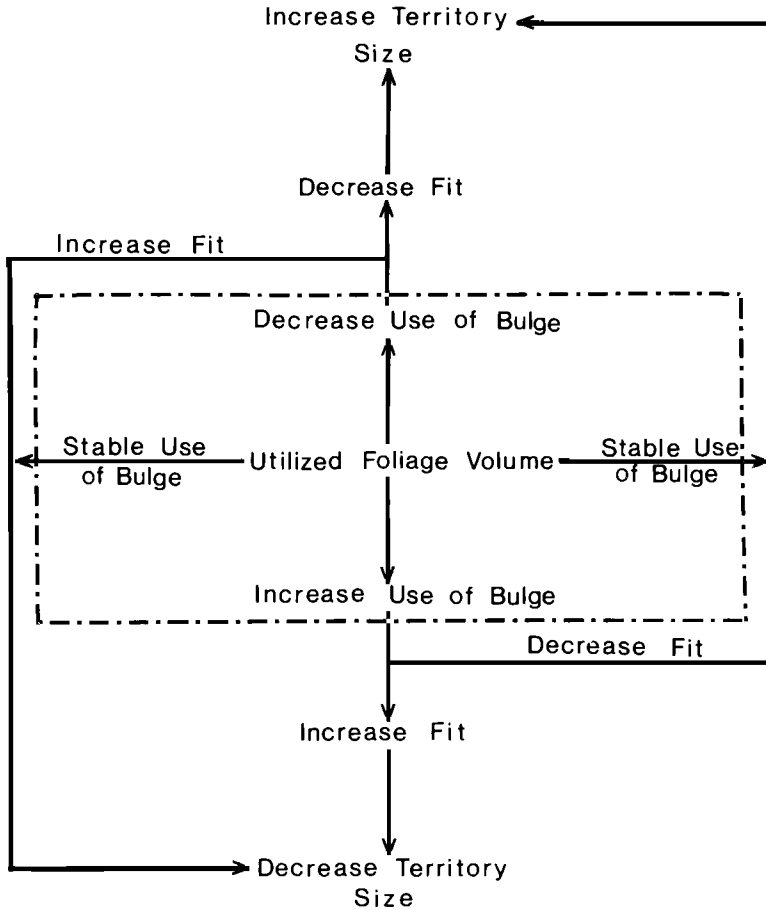 Increase Territory
Size
Decrease Fit
Increase Fit
Decrease Use of Bulge
Stable Use
of Bulge
Utilized Foliage Volume
Stable Use
of Bulge
Increase Use of Bulge
Decrease Fit
Increase Fit
Decrease Territory
Size